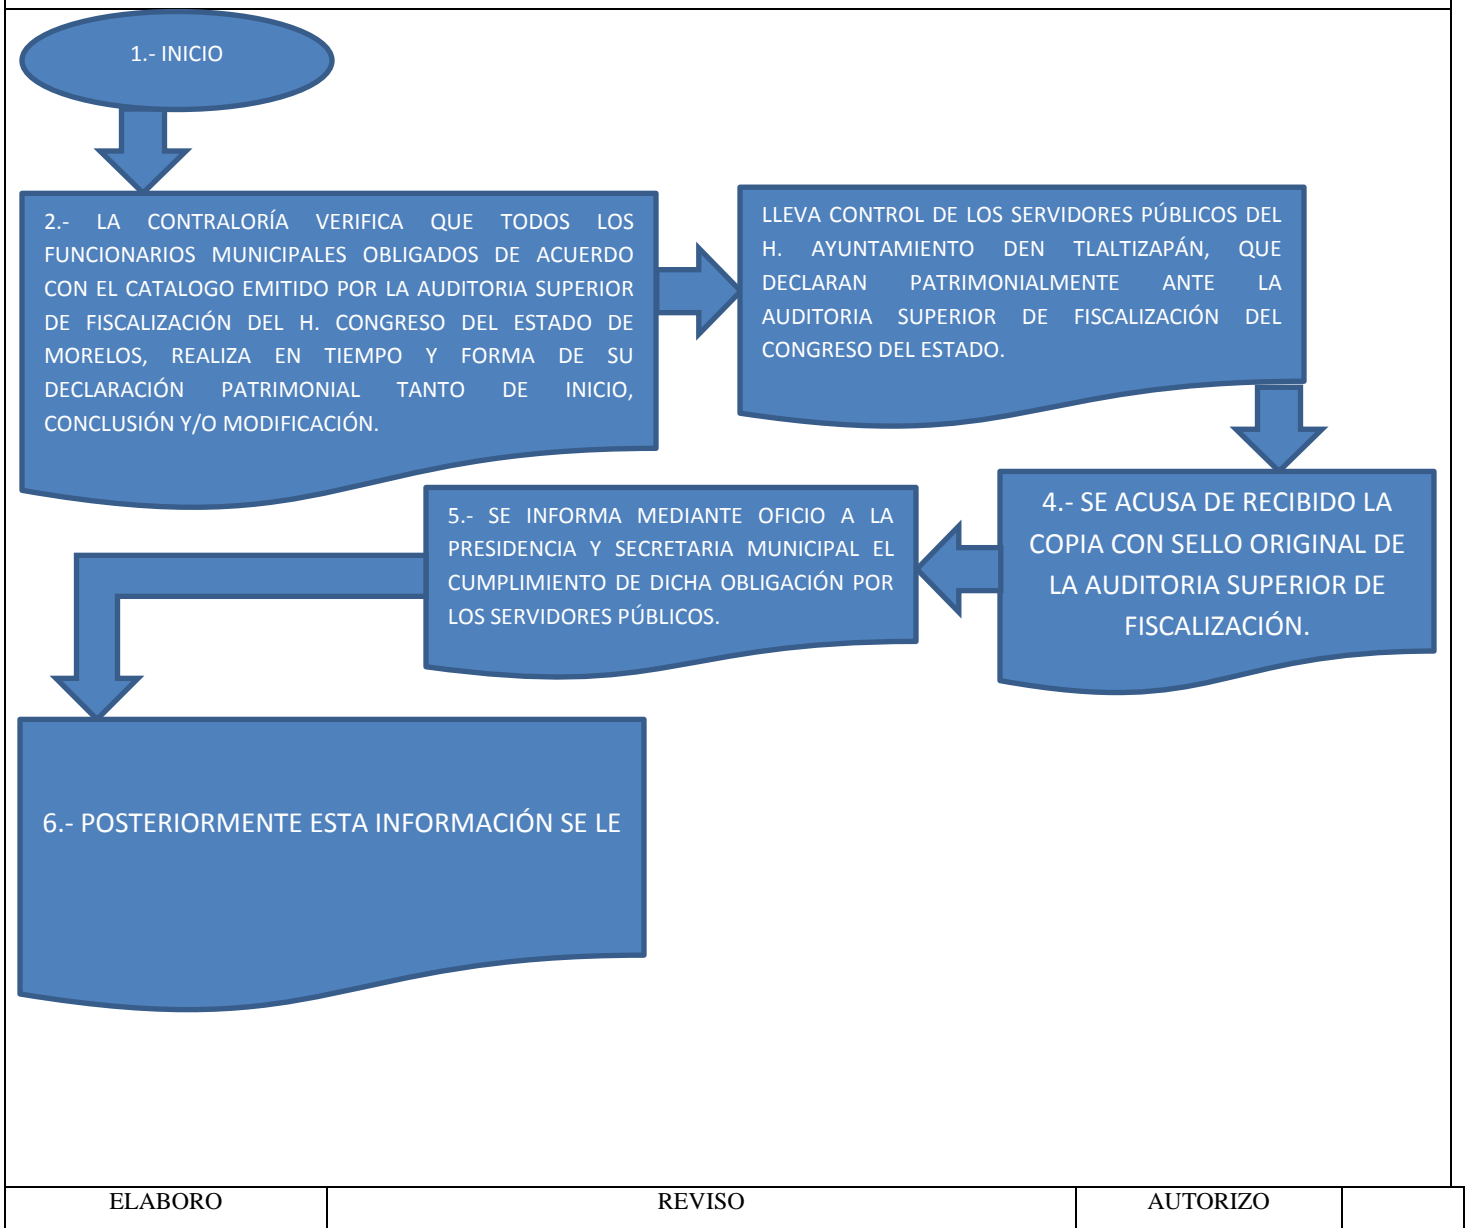 1.- INICIO
2.- LA CONTRALORÍA VERIFICA QUE TODOS LOS
FUNCIONARIOS MUNICIPALES OBLIGADOS DE ACUERDO
CON EL CATALOGO EMITIDO POR LA AUDITORIA SUPERIOR
DE FISCALIZACIÓN DEL H. CONGRESO DEL ESTADO DE
MORELOS, REALIZA EN TIEMPO Y FORMA DE SU
DECLARACIÓN PATRIMONIAL TANTO DE INICIO,
CONCLUSIÓN Y/O MODIFICACIÓN.
LLEVA CONTROL DE LOS SERVIDORES PÚBLICOS DEL
H. AYUNTAMIENTO DEN TLALTIZAPÁN, QUE
DECLARAN PATRIMONIALMENTE ANTE LA
AUDITORIA SUPERIOR DE FISCALIZACIÓN DEL
CONGRESO DEL ESTADO.
4.- SE ACUSA DE RECIBIDO LA
COPIA CON SELLO ORIGINAL DE
LA AUDITORIA SUPERIOR DE
FISCALIZACIÓN.
5.- SE INFORMA MEDIANTE OFICIO A LA
PRESIDENCIA Y SECRETARIA MUNICIPAL EL
CUMPLIMIENTO DE DICHA OBLIGACIÓN POR
LOS SERVIDORES PÚBLICOS.
6.- POSTERIORMENTE ESTA INFORMACIÓN SE LE
ELABORO
REVISO
AUTORIZO